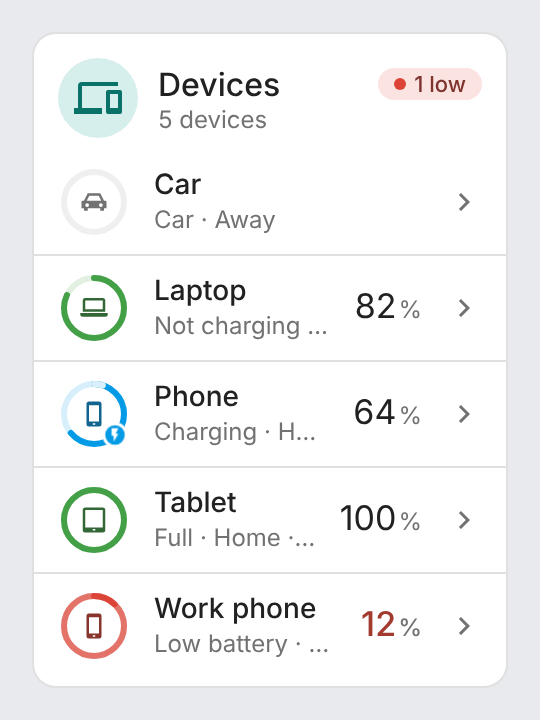 Devices
1 low
5 devices
Car
Car · Away
Laptop
Not charging ...
82%
Phone
Charging · H...
64%
Tablet
Full · Home ·...
100%
Work phone
Low battery · ...
12%